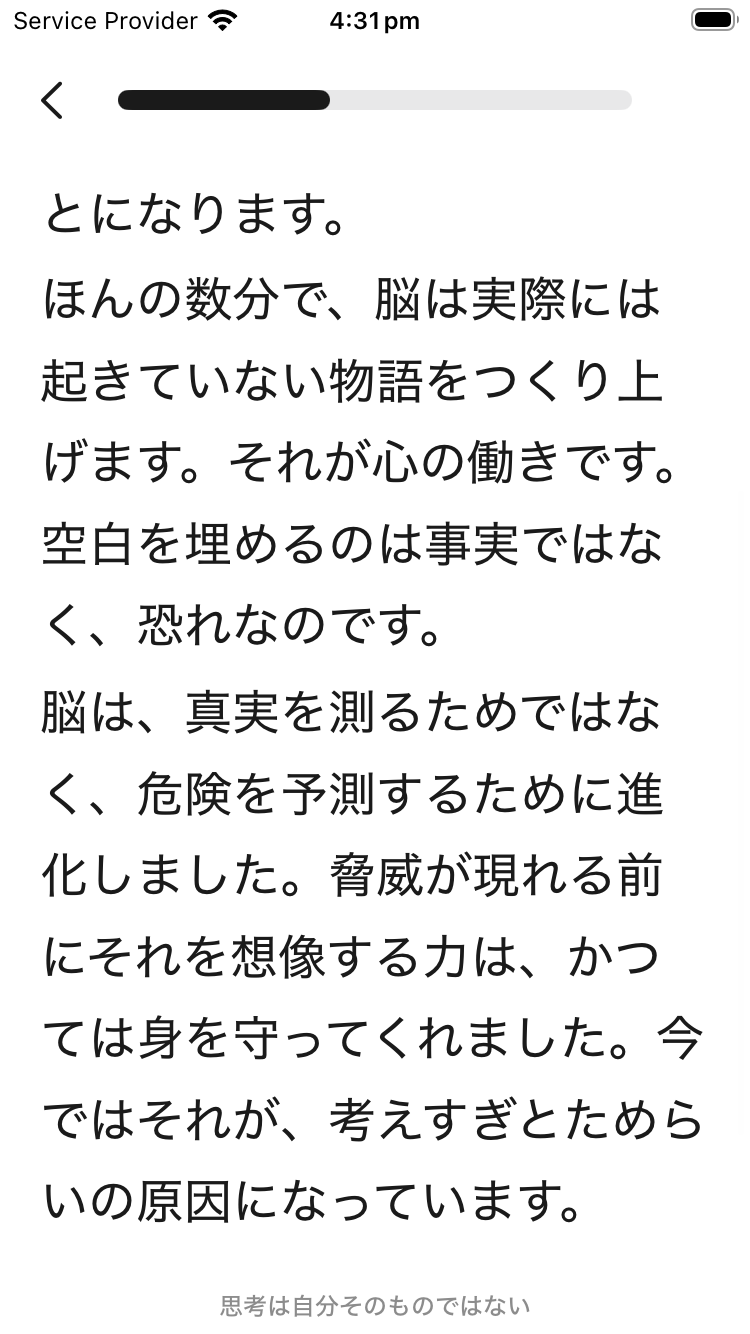 Service Provider 4:31 pm
とになります。
ほんの数分で、脳は実際には
起きていない物語をつくり上
げます。それが心の働きです。
空白を埋めるのは事実ではな
く、恐れなのです。
脳は、真実を測るためではな
く、危険を予測するために進
化しました。脅威が現れる前
にそれを想像する力は、かつ
ては身を守ってくれました。今
ではそれが、考えすぎとためら
いの原因になっています。
思考は自分そのものではない